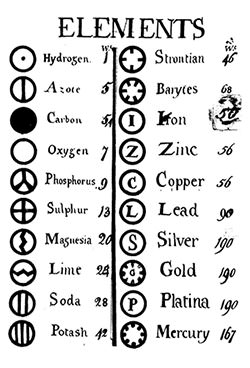 ELEMENTS
Hydrogen. 1
Azote 5
Carbon 54
Oxygen 7
Phosphorus. 9
Sulphur 13
Magnesia 20
Lime 24
Soda 28
Potash 42
Strontian 46
Barytes 68
I Iron 50
Z Zinc 56
C Copper 56
L Lead 90
S Silver 190
g Gold 190
P Platina 190
Mercury 167